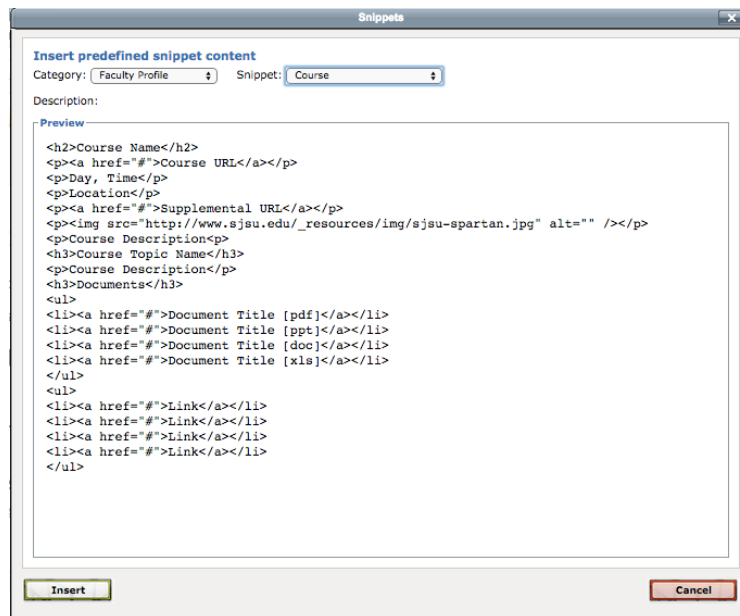 Snippets
Insert predefined snippet content
Category: Faculty Profile Snippet: Course
Description:
Preview
<h2>Course Name</h2>
<p><a href="#">Course URL</a></p>
<p>Day, Time</p>
<p>Location</p>
<p><a href="#">Supplemental URL</a></p>
<p><img src="http://www.sjsu.edu/_resources/img/sjsu-spartan.jpg" alt="" /></p>
<p>Course Description<p>
<h3>Course Topic Name</h3>
<p>Course Description</p>
<h3>Documents</h3>
<ul>
<li><a href="#">Document Title [pdf]</a></li>
<li><a href="#">Document Title [ppt]</a></li>
<li><a href="#">Document Title [doc]</a></li>
<li><a href="#">Document Title [xls]</a></li>
</ul>
<ul>
<li><a href="#">Link</a></li>
<li><a href="#">Link</a></li>
<li><a href="#">Link</a></li>
<li><a href="#">Link</a></li>
</ul>
Insert Cancel